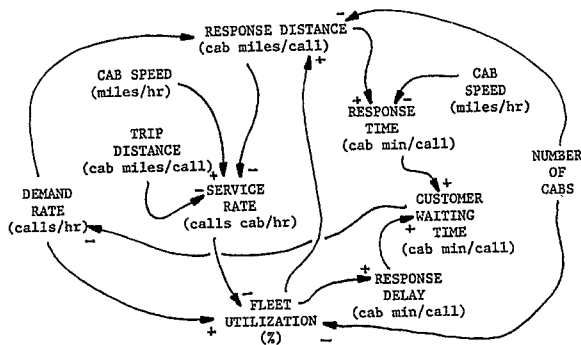 RESPONSE DISTANCE
(cab miles/call)
CAB SPEED
(miles/hr)
CAB
SPEED
(miles/hr)
RESPONSE
TIME
(cab min/call)
TRIP
DISTANCE
(cab miles/call)
NUMBER
OF
CABS
DEMAND
RATE
(calls/hr)
SERVICE
RATE
(calls cab/hr)
CUSTOMER
WAITING
TIME
(cab min/call)
RESPONSE
DELAY
(cab min/call)
FLEET
UTILIZATION
(%)